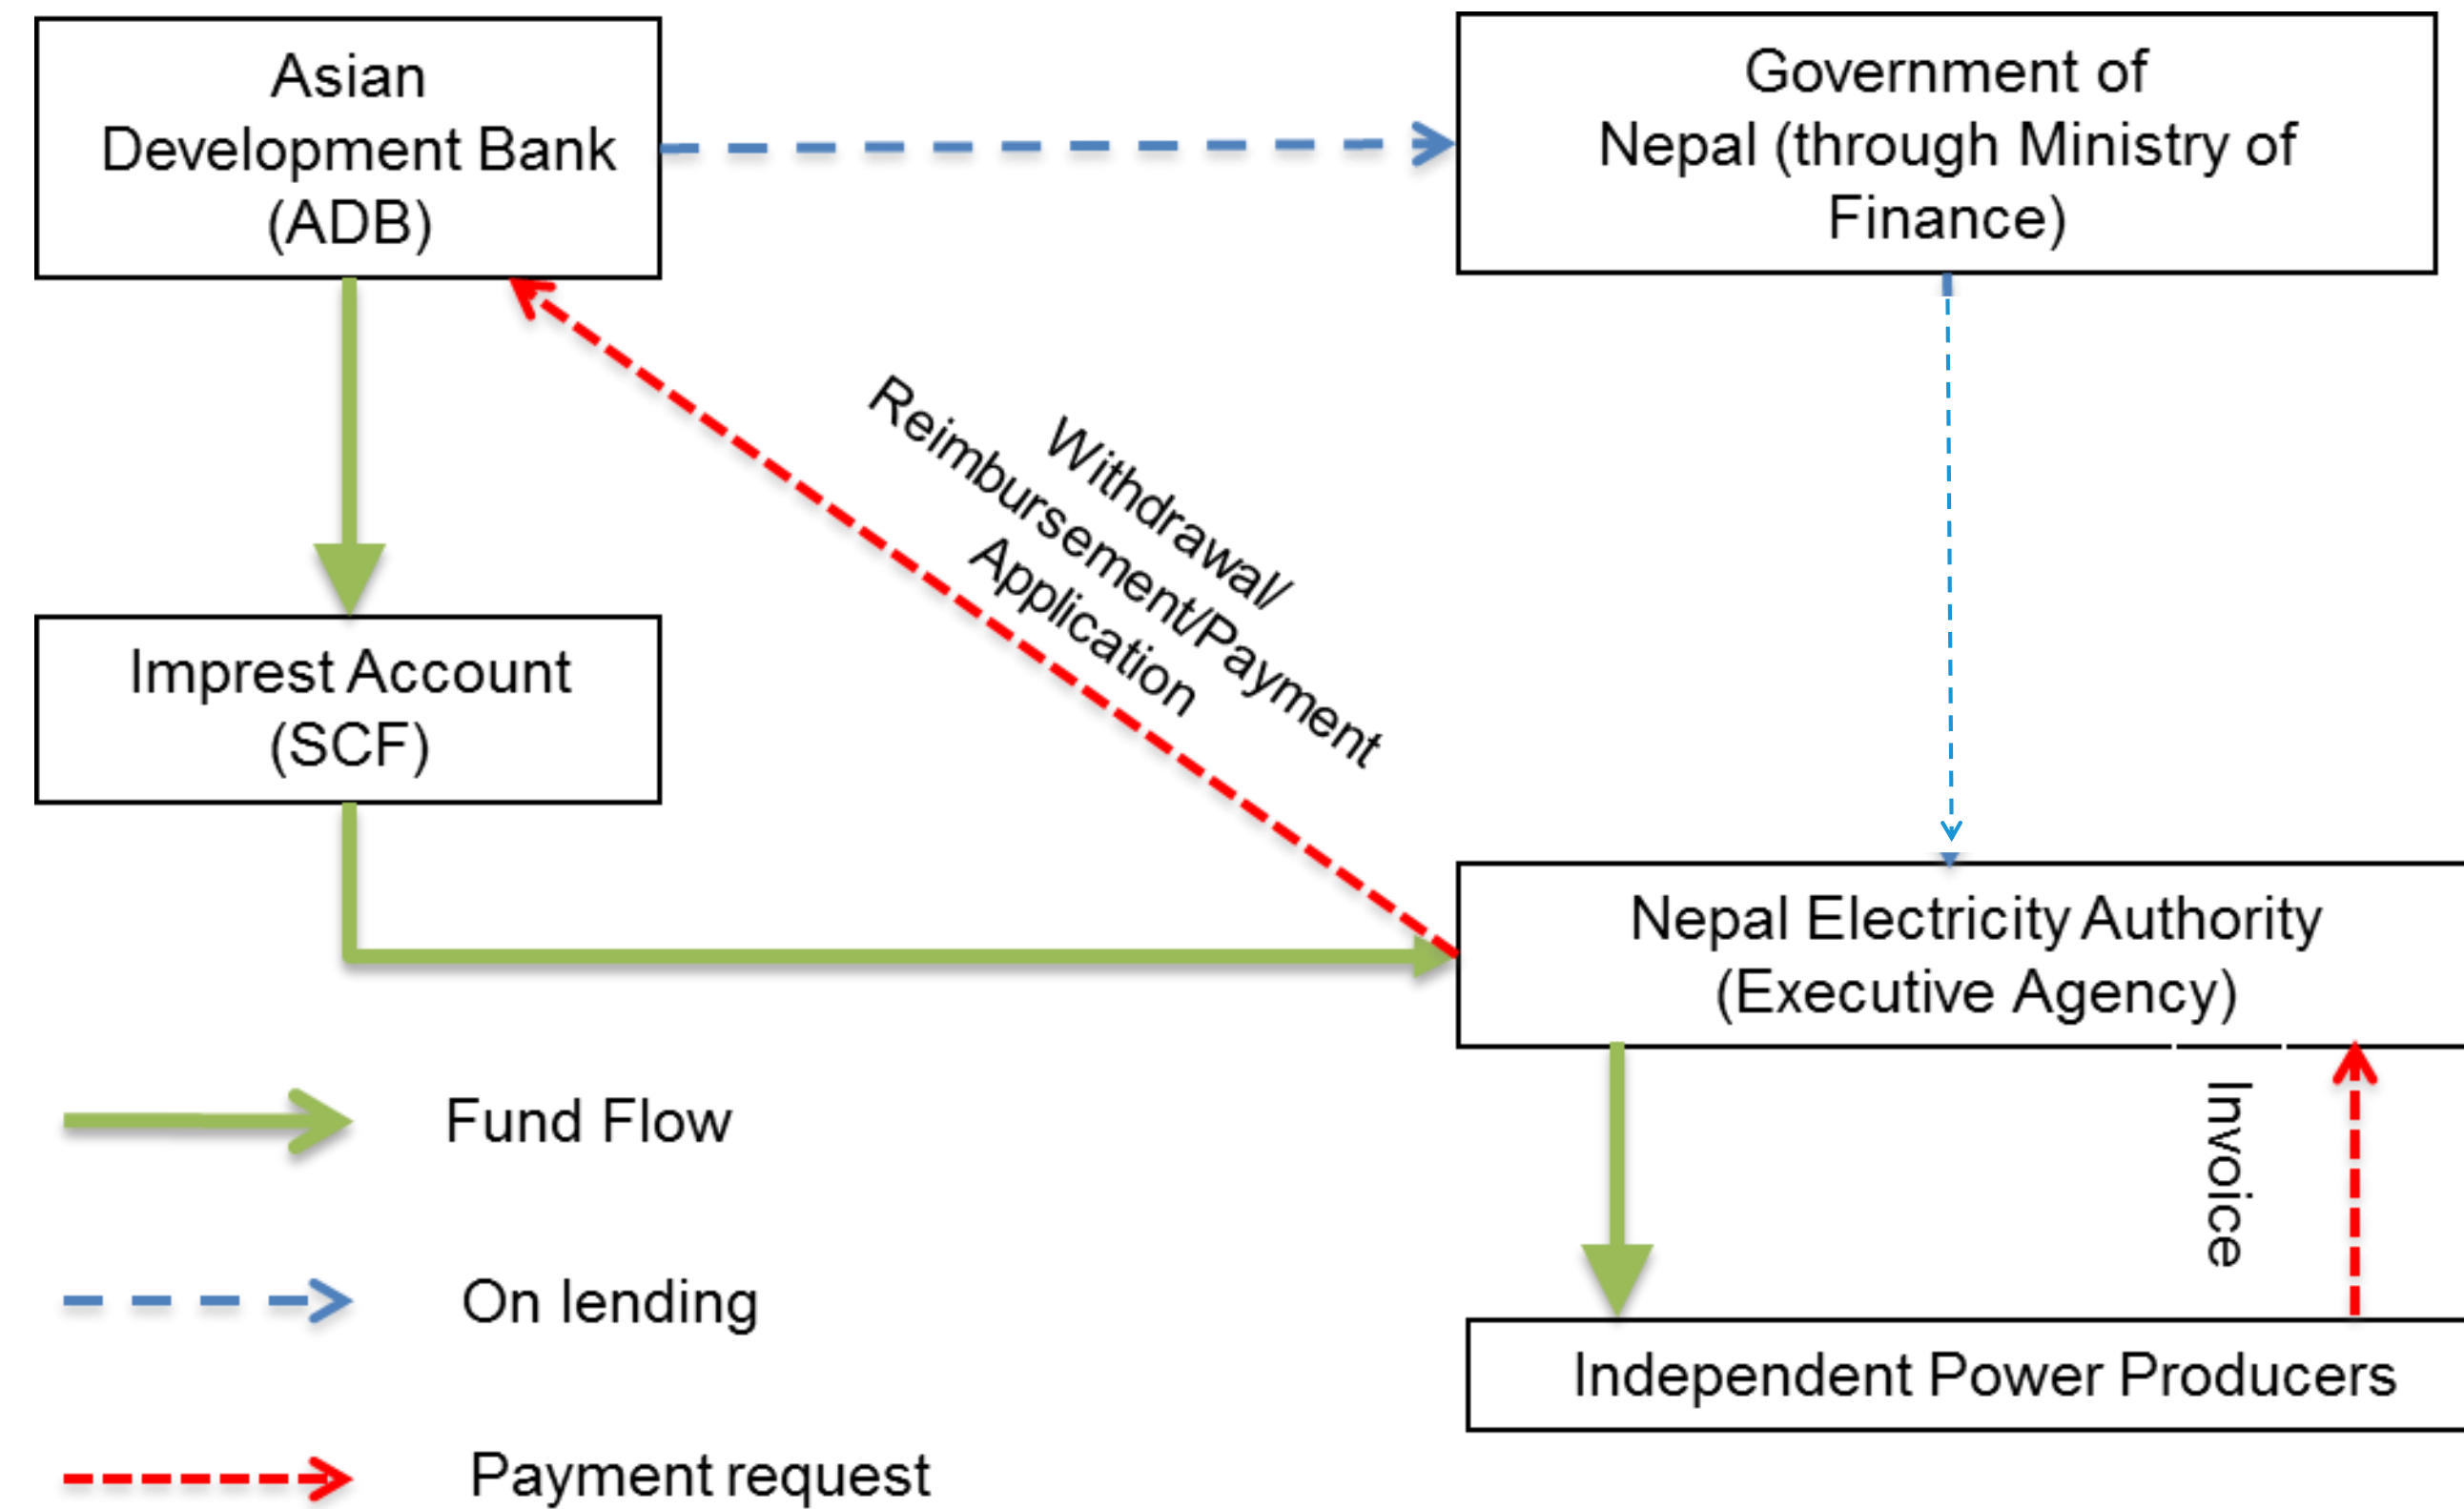 Asian
Development Bank
(ADB)
Government of
Nepal (through Ministry of
Finance)
Withdrawal/
Reimbursement/Payment
Application
Imprest Account
(SCF)
Nepal Electricity Authority
(Executive Agency)
Invoice
Independent Power Producers
Fund Flow
On lending
Payment request